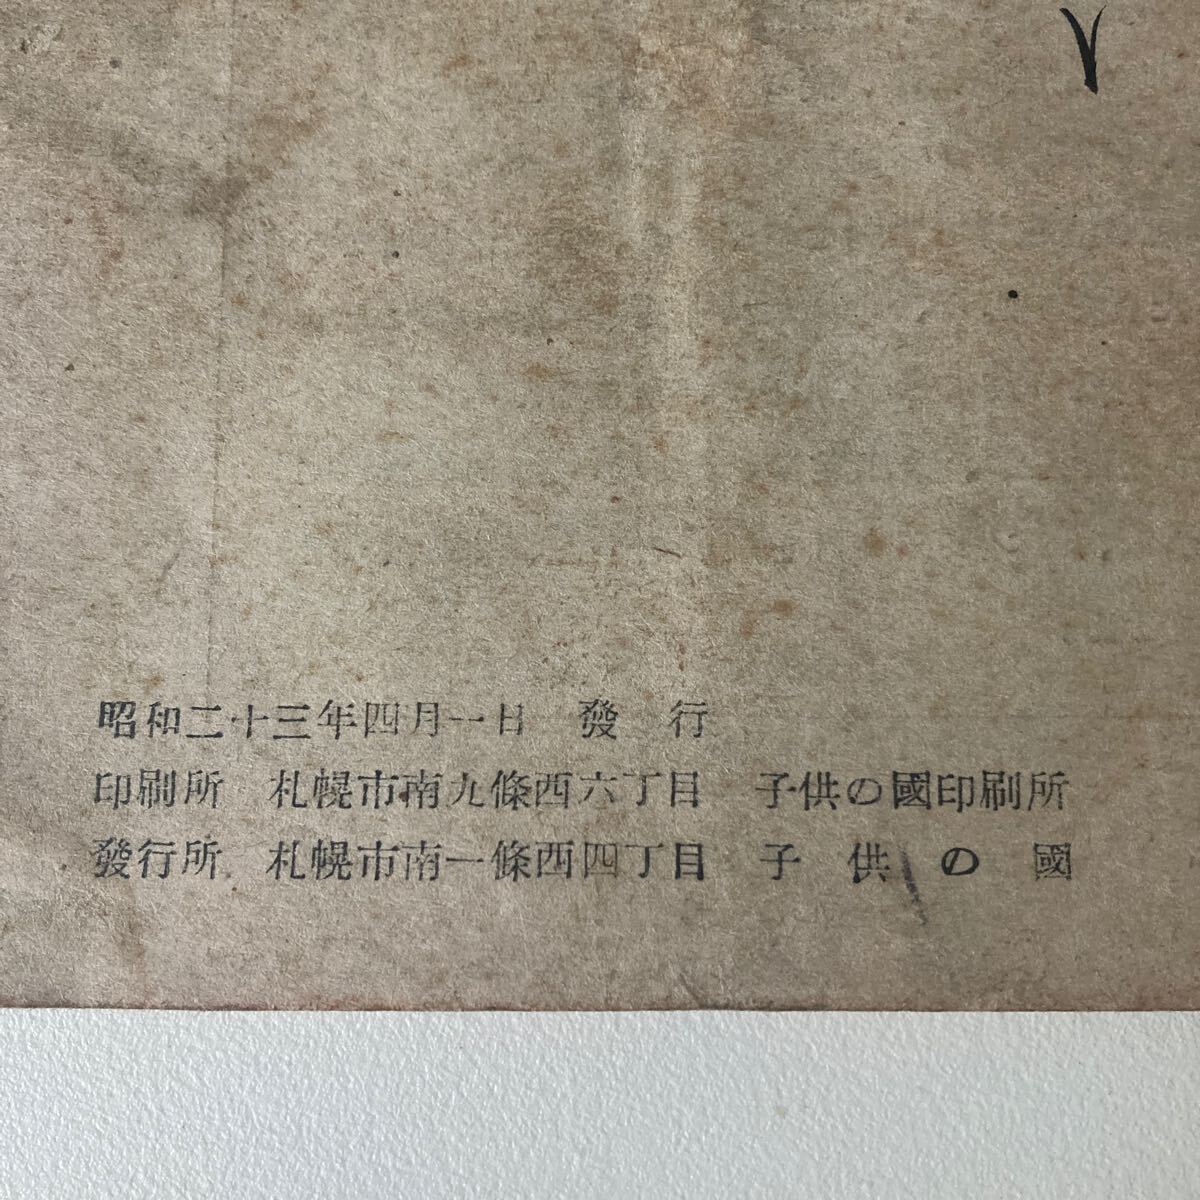 昭和二十三年四月一日　發　行
印刷所　札幌市南九條西六丁目　子供の國印刷所
發行所　札幌市南一條西四丁目　子　供　の　國